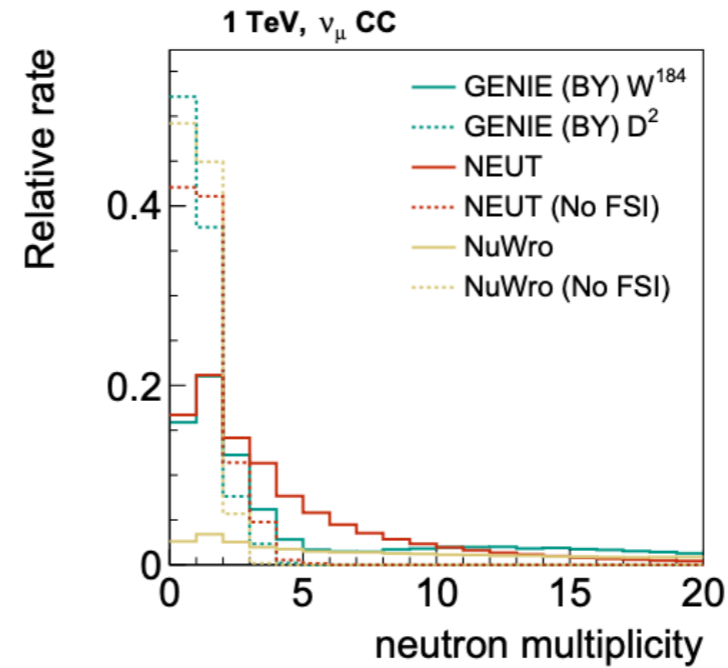 1 TeV, νμ CC
Relative rate
GENIE (BY) W184
GENIE (BY) D2
NEUT
NEUT (No FSI)
NuWro
NuWro (No FSI)
0.4
0.2
0
0 5 10 15 20
neutron multiplicity